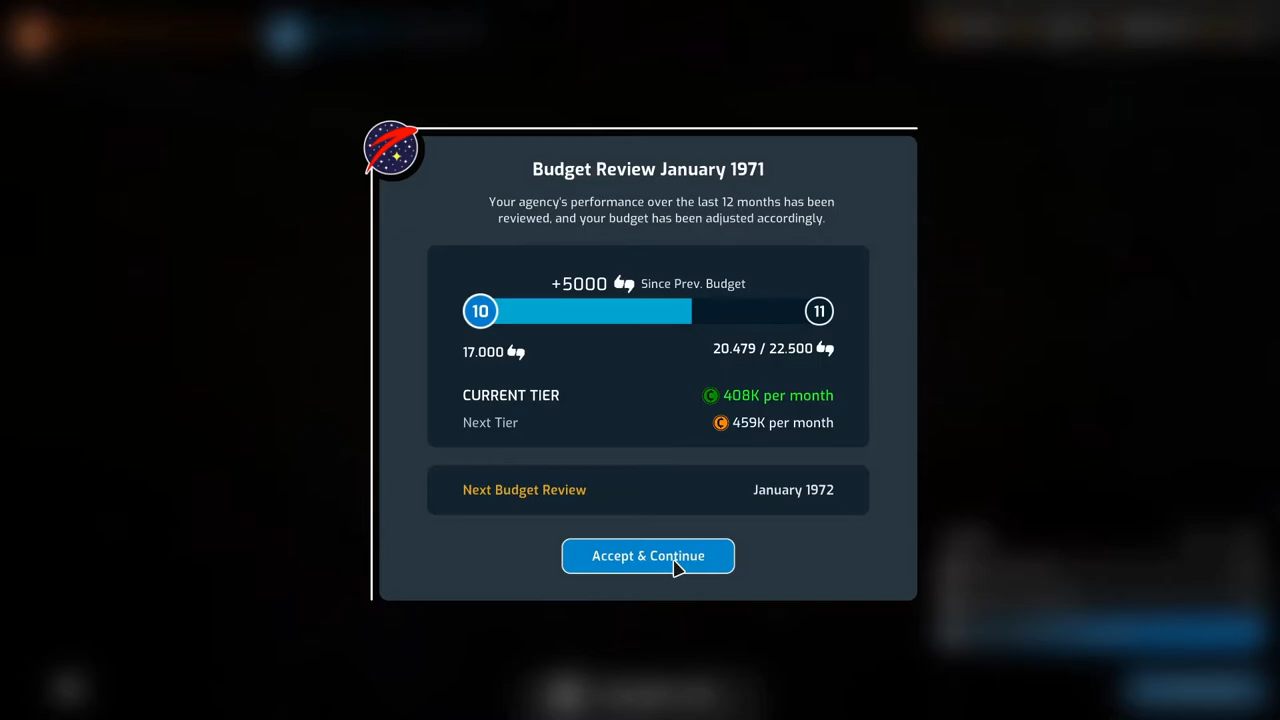 Budget Review January 1971
Your agency's performance over the last 12 months has been
reviewed, and your budget has been adjusted accordingly.
+5000 Since Prev. Budget
10 11
17.000 20.479 / 22.500
CURRENT TIER 408K per month
Next Tier 459K per month
Next Budget Review January 1972
Accept & Continue